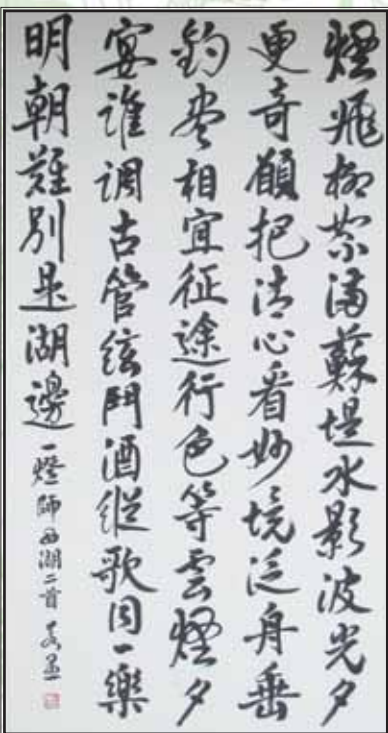 煙飛柳絮滿蘇堤水影波光夕
更奇願把清心看妙境泛舟垂
釣相宜征途行色等雲煙夕
宴誰調古管絃鬥酒縱歌同一樂
明朝難別是湖邊
一燈師西湖二首